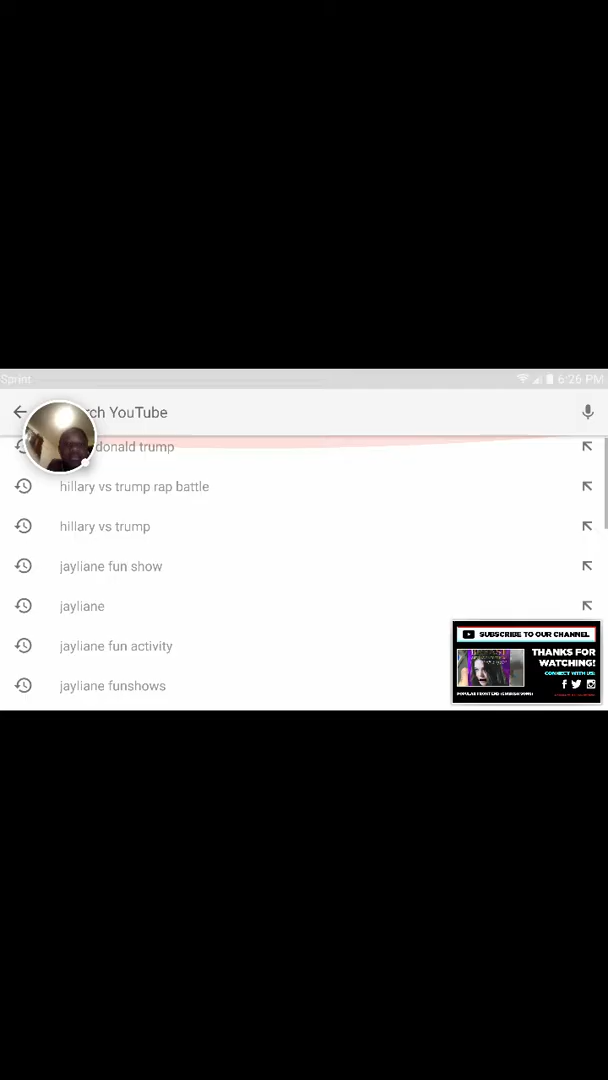 Sprint 6:26 PM
rch YouTube
donald trump
hillary vs trump rap battle
hillary vs trump
jayliane fun show
jayliane
jayliane fun activity
jayliane funshows
SUBSCRIBE TO OUR CHANNEL
THANKS FOR
WATCHING!
CONNECT WITH US: